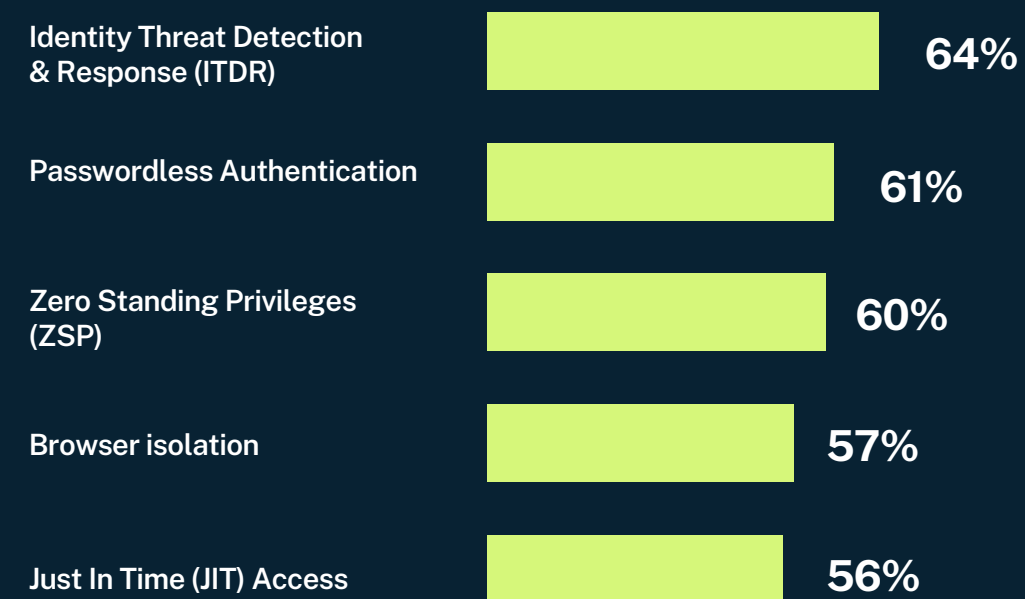 Identity Threat Detection
& Response (ITDR)
64%
Passwordless Authentication
61%
Zero Standing Privileges
(ZSP)
60%
Browser isolation
57%
Just In Time (JIT) Access
56%